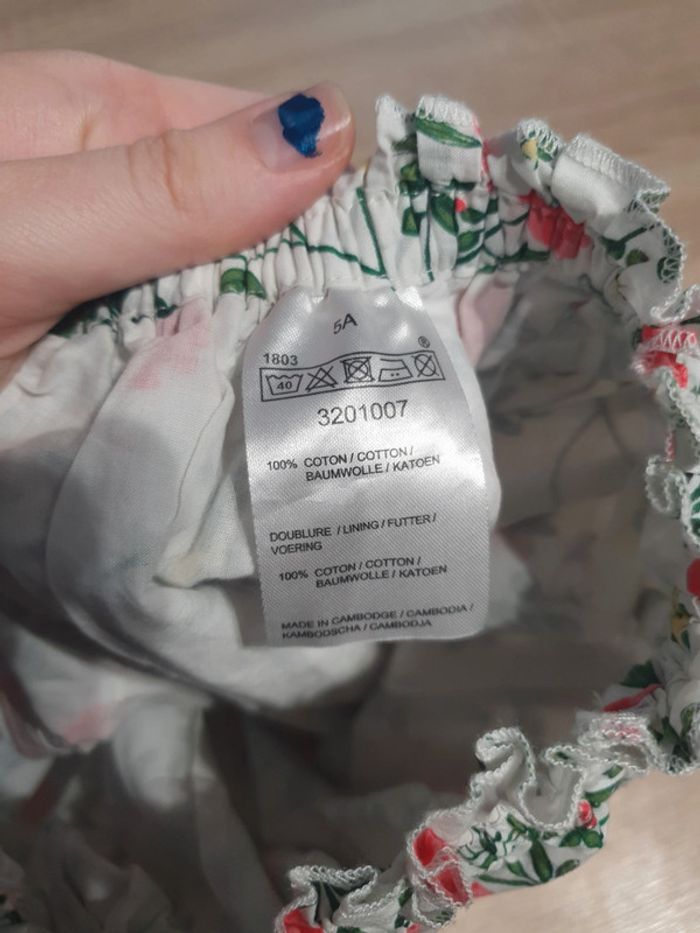 5A
1803
®
40
3201007
100% COTON / COTTON /
BAUMWOLLE / KATOEN
DOUBLURE / LINING / FUTTER /
VOERING
100% COTON / COTTON /
BAUMWOLLE / KATOEN
MADE IN CAMBODGE / CAMBODIA /
KAMBODSCHA / CAMBODJA